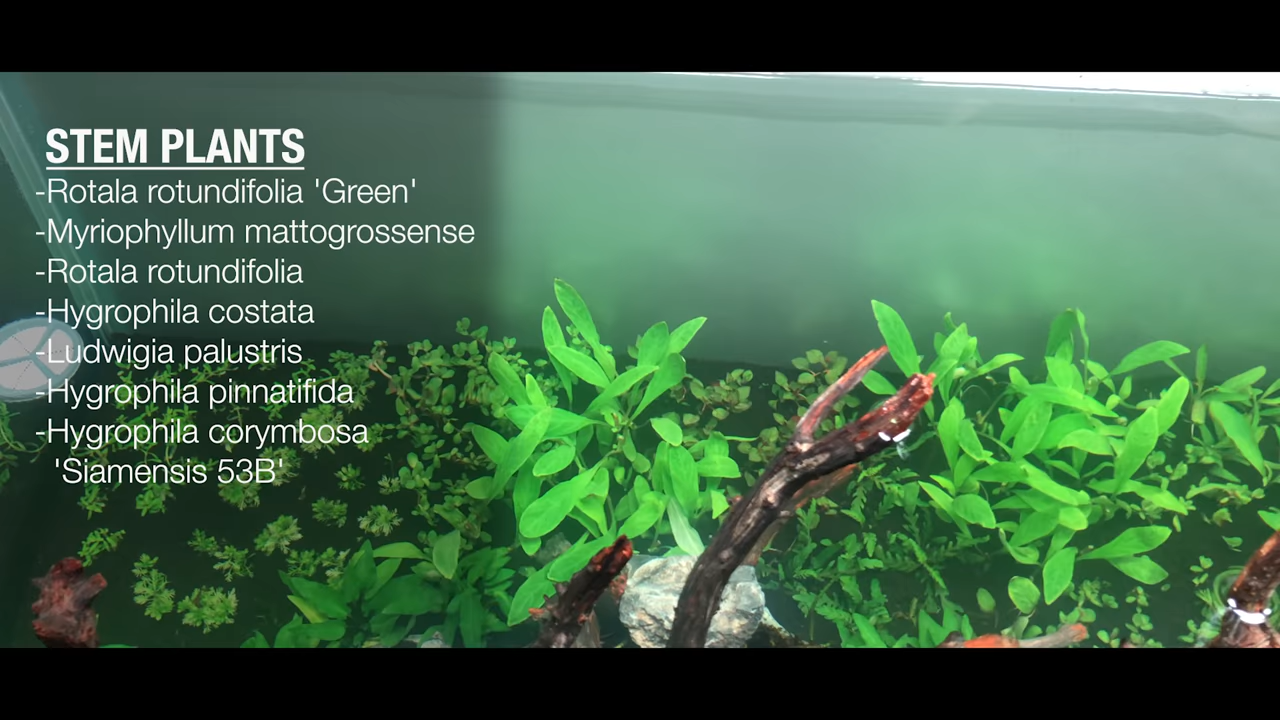 STEM PLANTS
-Rotala rotundifolia 'Green'
-Myriophyllum mattogrossense
-Rotala rotundifolia
-Hygrophila costata
-Ludwigia palustris
-Hygrophila pinnatifida
-Hygrophila corymbosa
'Siamensis 53B'